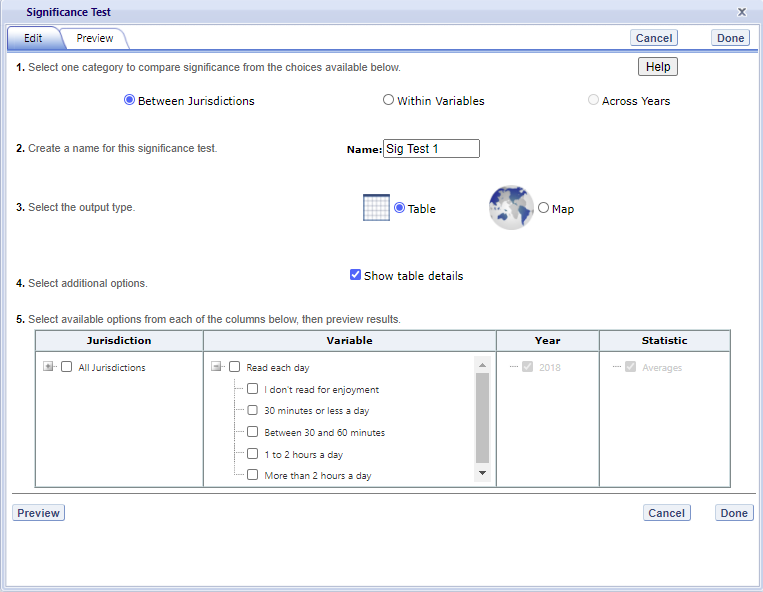 Significance Test X
Edit Preview Cancel Done
1. Select one category to compare significance from the choices available below. Help
Between Jurisdictions Within Variables Across Years
2. Create a name for this significance test. Name: Sig Test 1
3. Select the output type. Table Map
4. Select additional options. Show table details
5. Select available options from each of the columns below, then preview results.
Jurisdiction Variable Year Statistic
All Jurisdictions Read each day 2018 Averages
I don't read for enjoyment
30 minutes or less a day
Between 30 and 60 minutes
1 to 2 hours a day
More than 2 hours a day
Preview Cancel Done